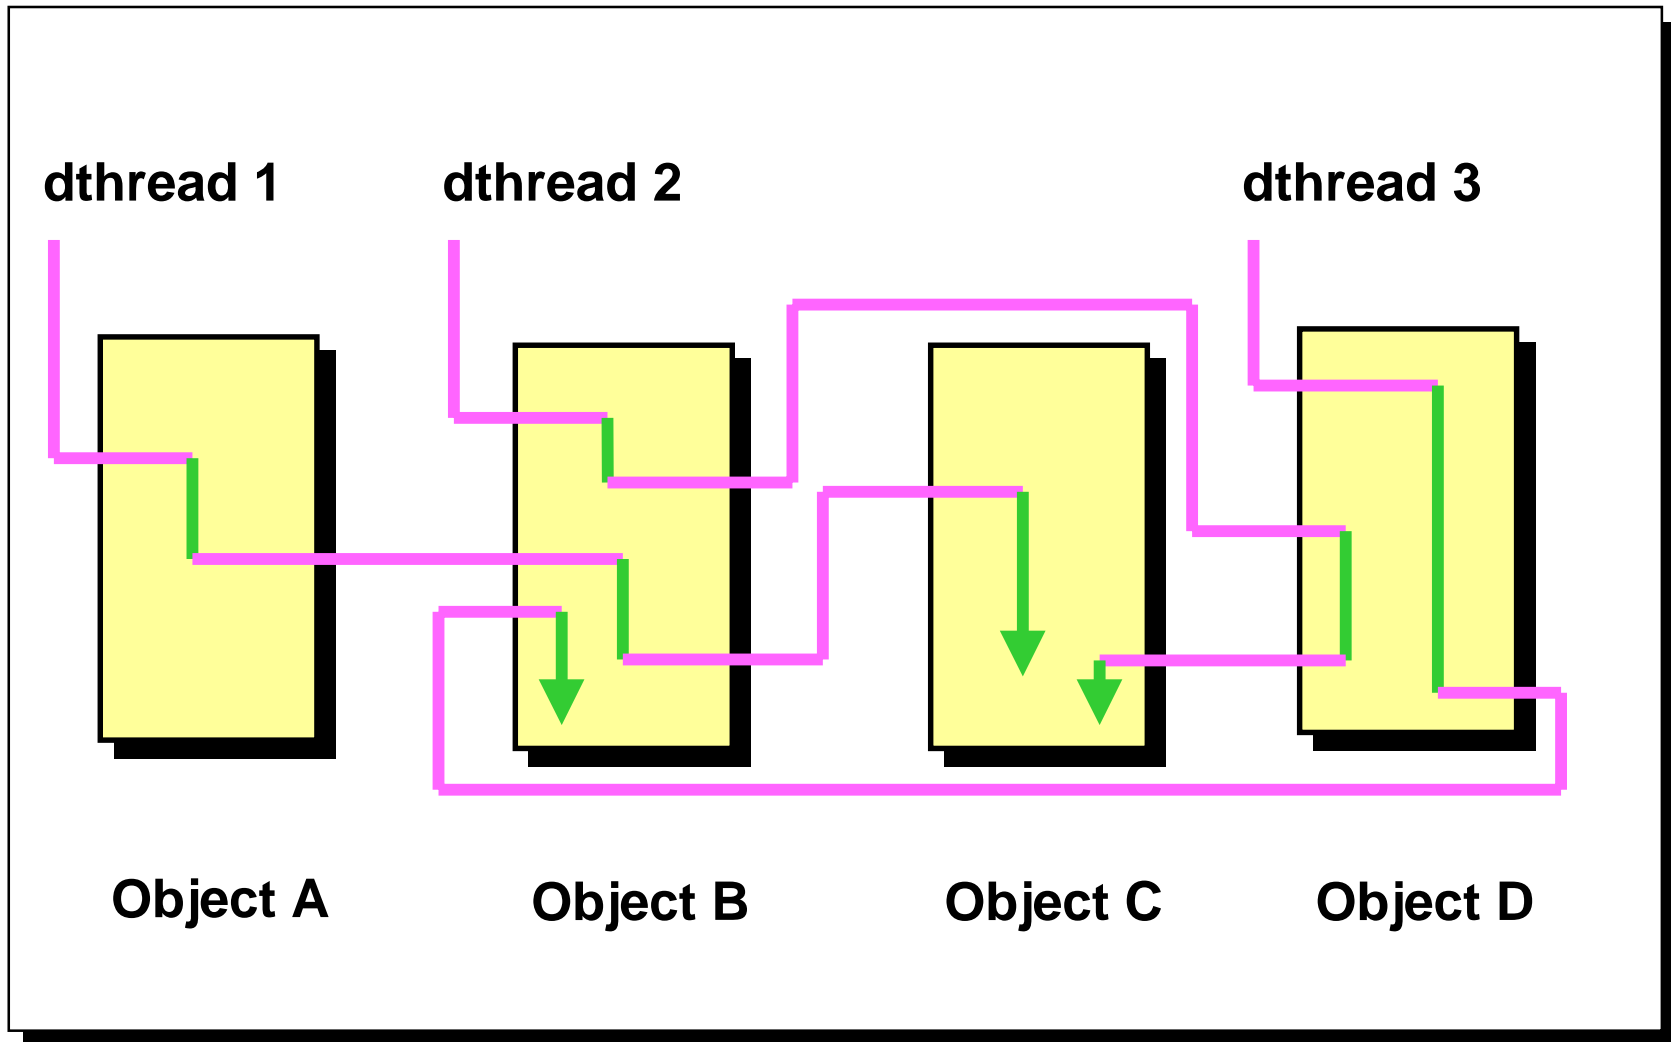 dthread 1
dthread 2
dthread 3
Object A
Object B
Object C
Object D